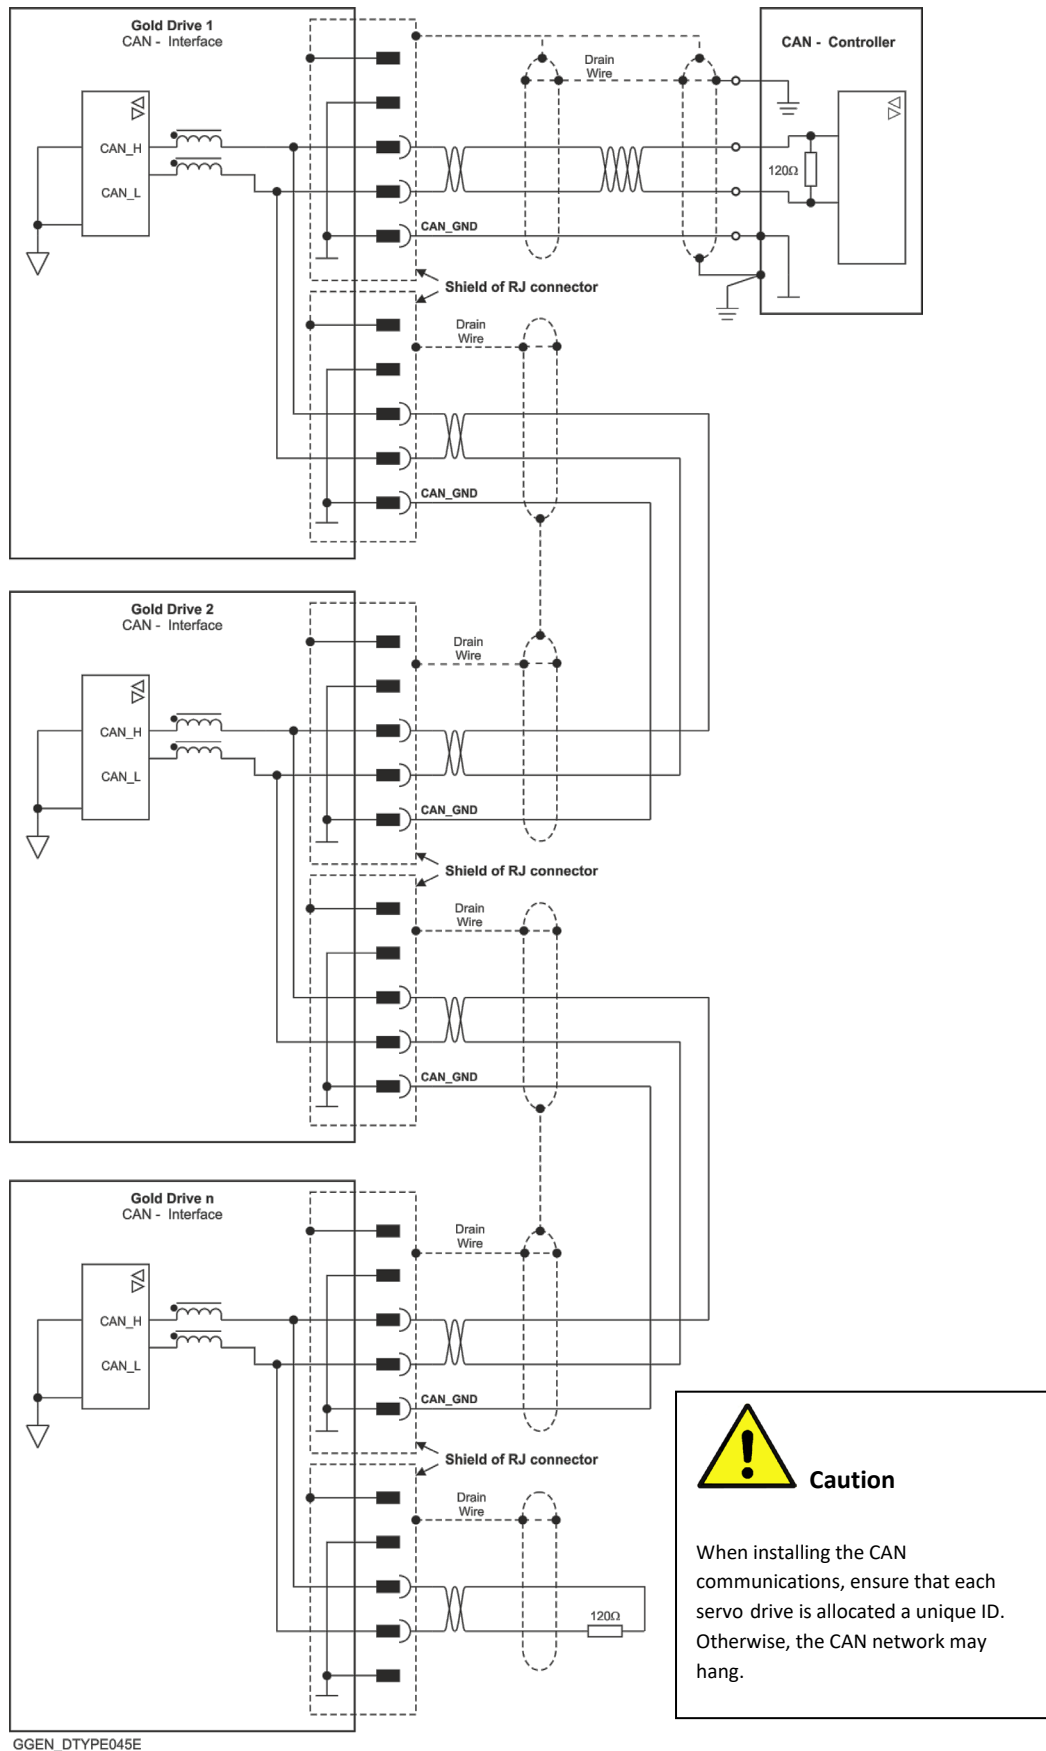 Gold Drive 1
CAN - Interface
CAN - Controller
Drain
Wire
CAN_H
CAN_L
120Ω
CAN_GND
Shield of RJ connector
Drain
Wire
CAN_GND
Gold Drive 2
CAN - Interface
Drain
Wire
CAN_H
CAN_L
CAN_GND
Shield of RJ connector
Drain
Wire
CAN_GND
Gold Drive n
CAN - Interface
Drain
Wire
CAN_H
CAN_L
CAN_GND
Shield of RJ connector
Drain
Wire
120Ω
Caution
When installing the CAN
communications, ensure that each
servo drive is allocated a unique ID.
Otherwise, the CAN network may
hang.
GGEN_DTYPE045E